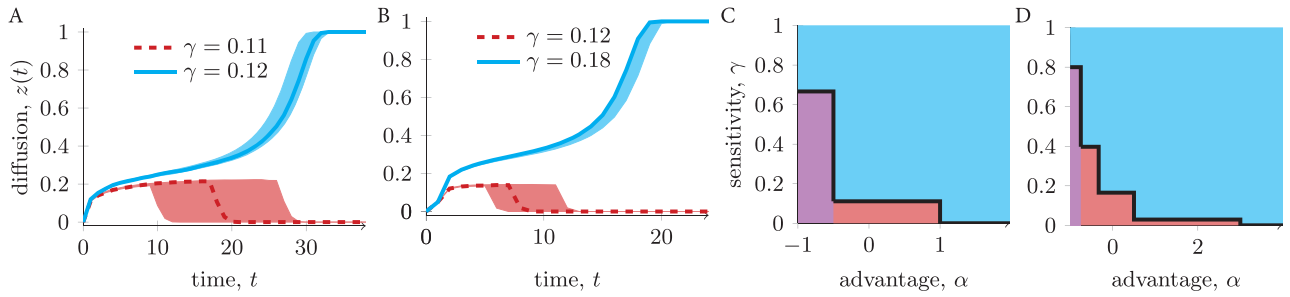 A
diffusion, z(t)
1
0.8
0.6
0.4
0.2
0
γ = 0.11
γ = 0.12
0
10
20
30
time, t
B
1
0.8
0.6
0.4
0.2
0
γ = 0.12
γ = 0.18
0
10
20
time, t
C
sensitivity, γ
1
0.8
0.6
0.4
0.2
0
−1
0
1
advantage, α
D
1
0.8
0.6
0.4
0.2
0
0
2
advantage, α